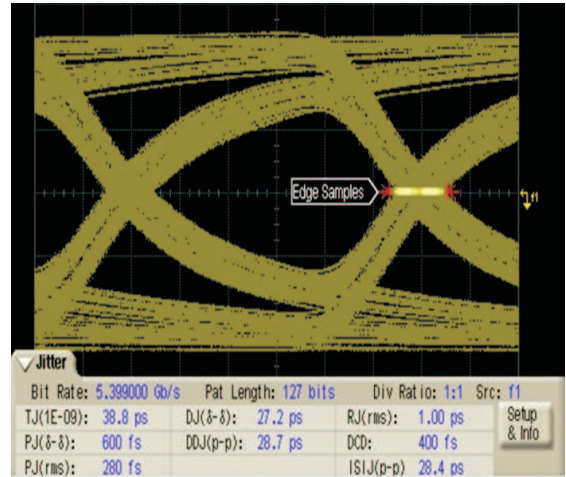 Edge Samples
f1
Jitter
Bit Rate: 5.399000 Gb/s Pat Length: 127 bits Div Ratio: 1:1 Src: f1
TJ(1E-09): 38.8 ps DJ(δ-δ): 27.2 ps RJ(rms): 1.00 ps
PJ(δ-δ): 600 fs DDJ(p-p): 28.7 ps DCD: 400 fs
PJ(rms): 280 fs ISIJ(p-p) 28.4 ps
Setup
& Info